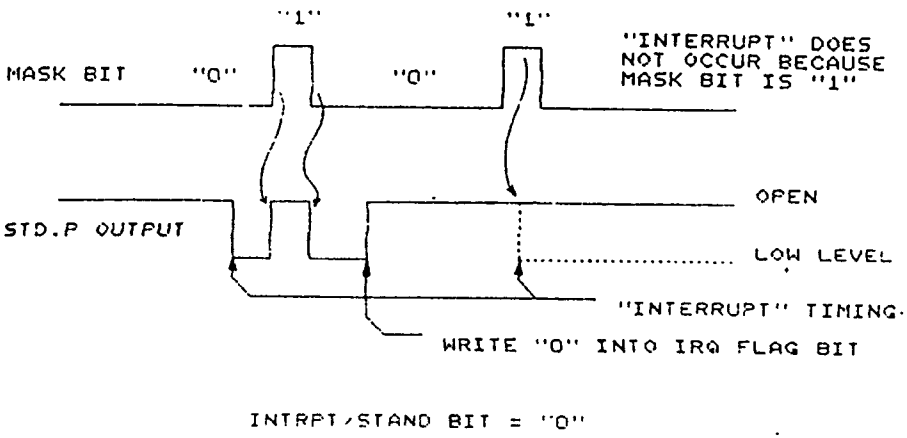 "1"
"1"
"INTERRUPT" DOES
NOT OCCUR BECAUSE
MASK BIT IS "1"
MASK BIT
"0"
"0"
OPEN
STD.P OUTPUT
LOW LEVEL
"INTERRUPT" TIMING.
WRITE "0" INTO IRQ FLAG BIT
INTRPT/STAND BIT = "0"